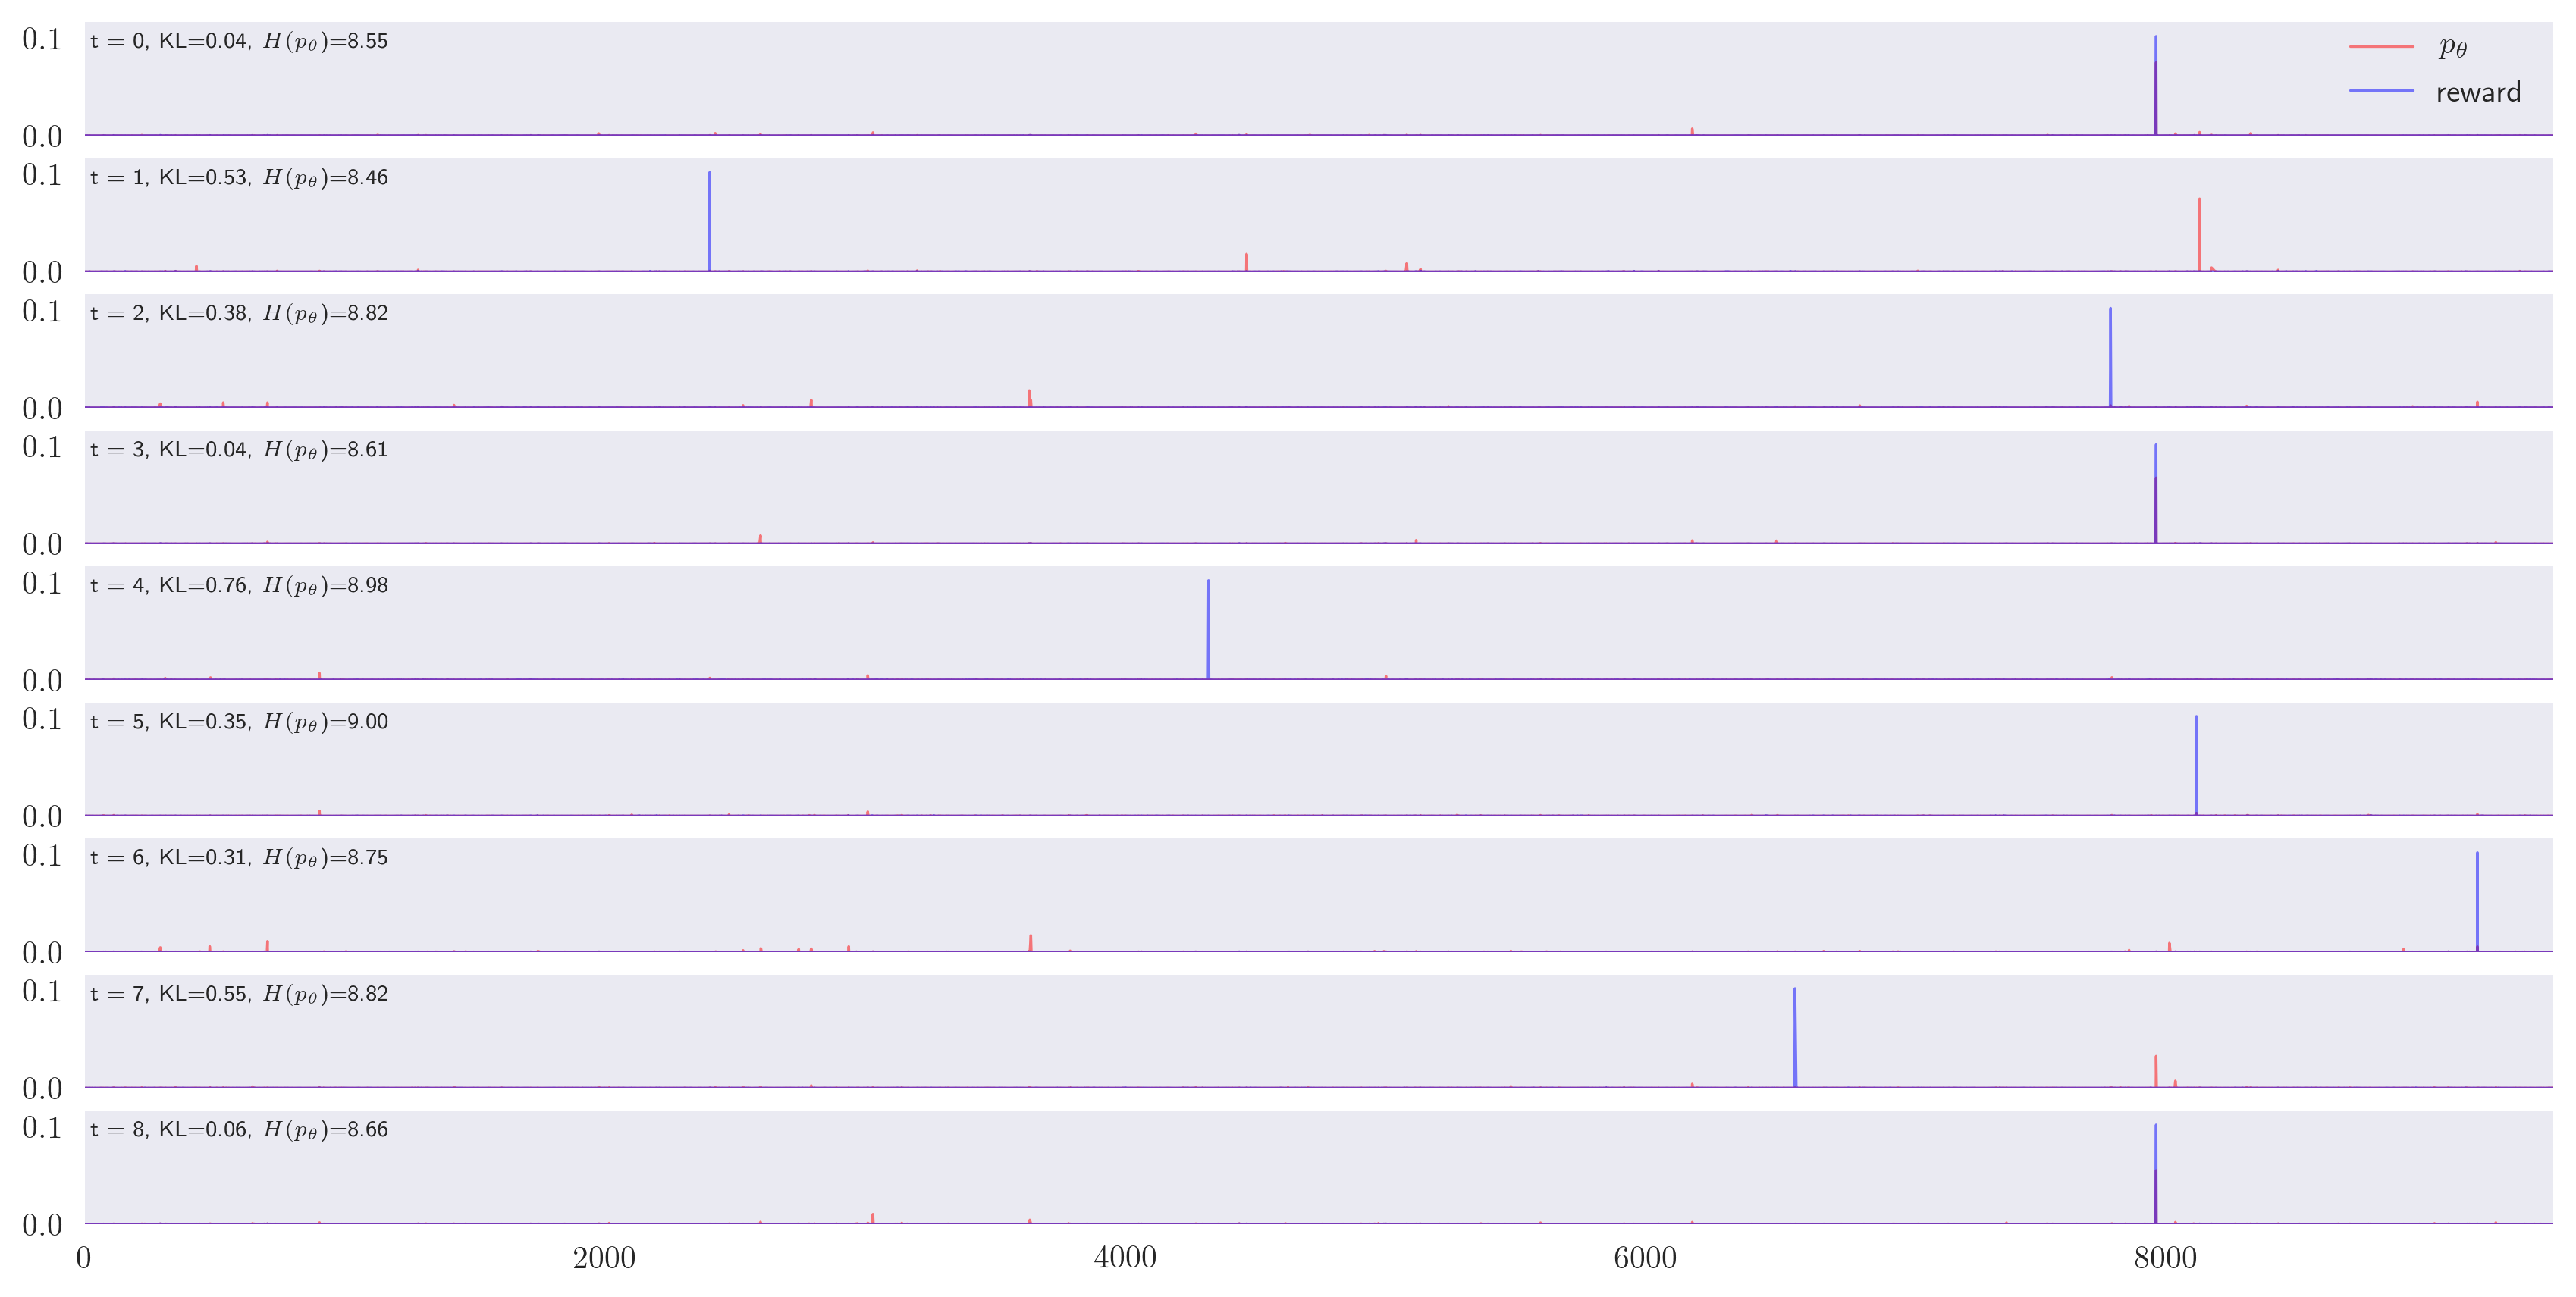 0.1
t = 0, KL=0.04, H(pθ)=8.55
pθ
reward
0.0
0.1
t = 1, KL=0.53, H(pθ)=8.46
0.0
0.1
t = 2, KL=0.38, H(pθ)=8.82
0.0
0.1
t = 3, KL=0.04, H(pθ)=8.61
0.0
0.1
t = 4, KL=0.76, H(pθ)=8.98
0.0
0.1
t = 5, KL=0.35, H(pθ)=9.00
0.0
0.1
t = 6, KL=0.31, H(pθ)=8.75
0.0
0.1
t = 7, KL=0.55, H(pθ)=8.82
0.0
0.1
t = 8, KL=0.06, H(pθ)=8.66
0.0
0 2000 4000 6000 8000